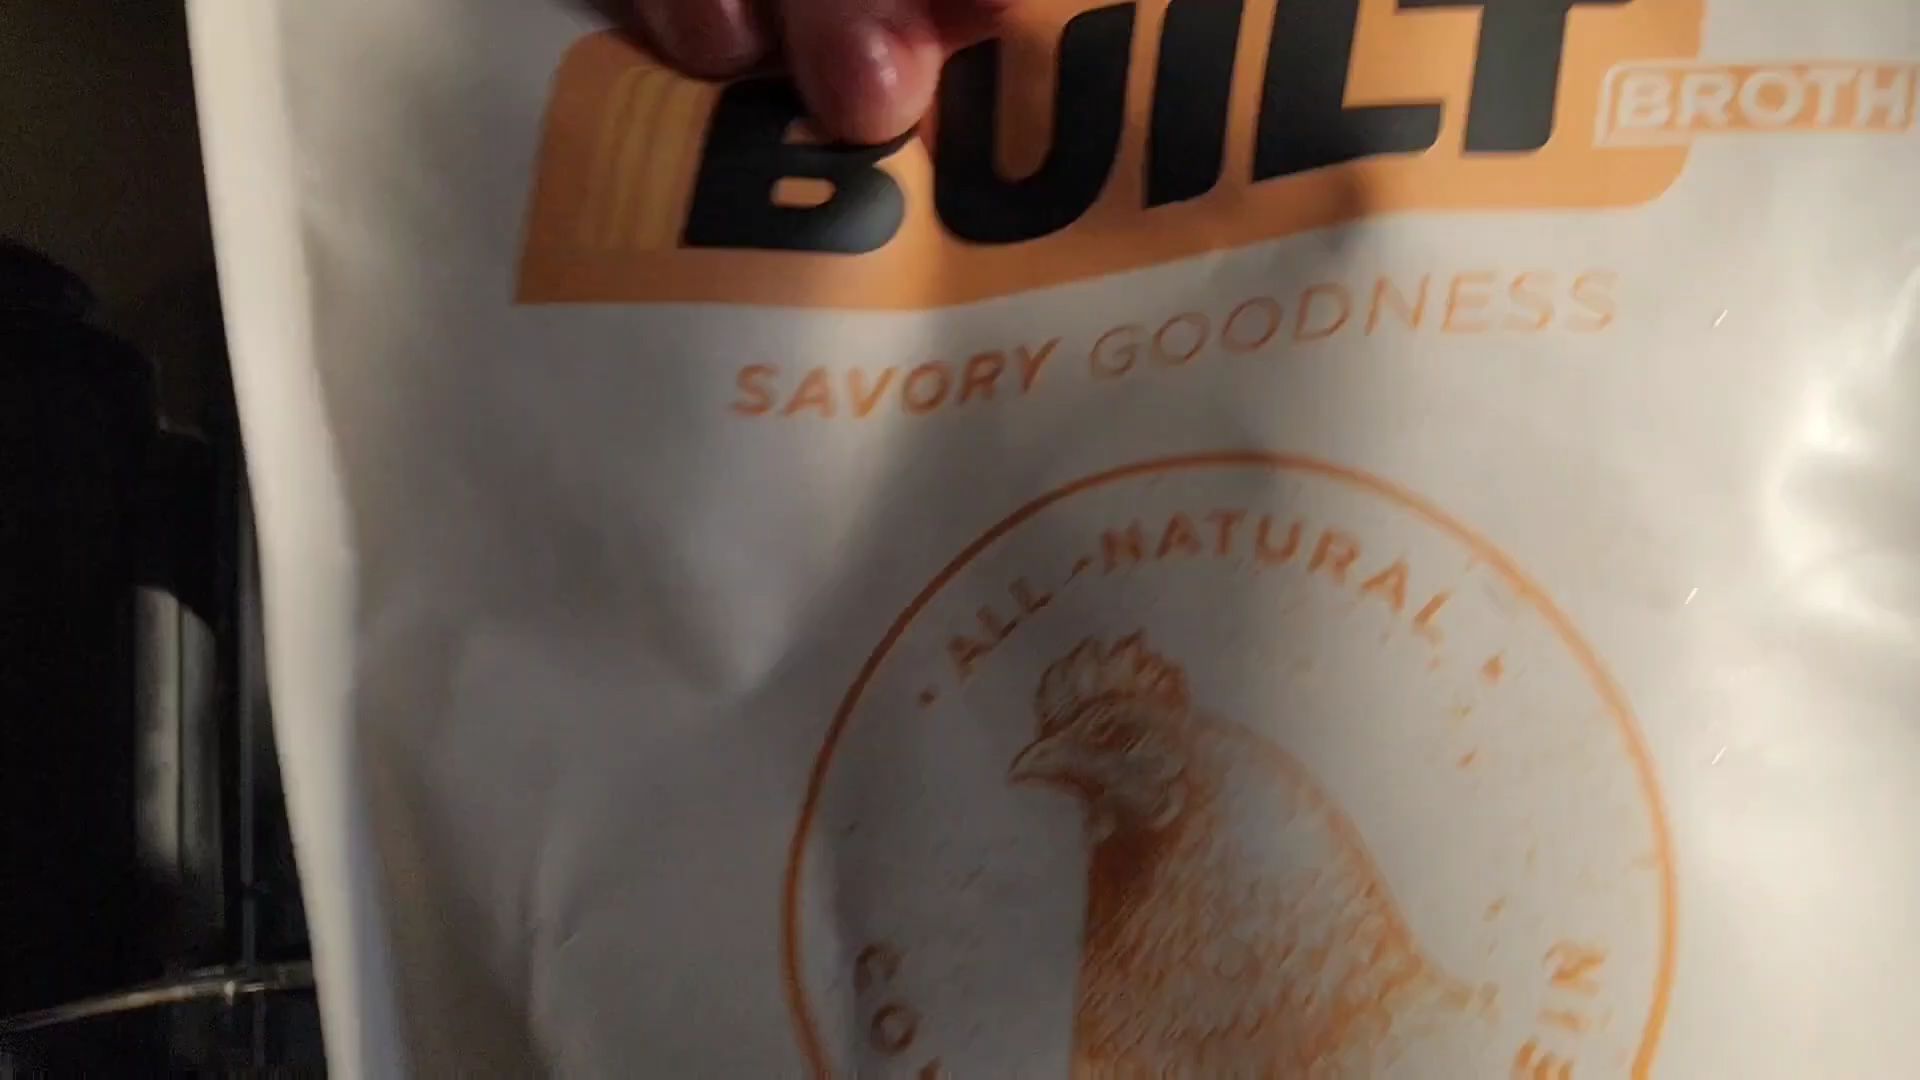 BUILT
BROTH
SAVORY GOODNESS
• ALL-NATURAL •